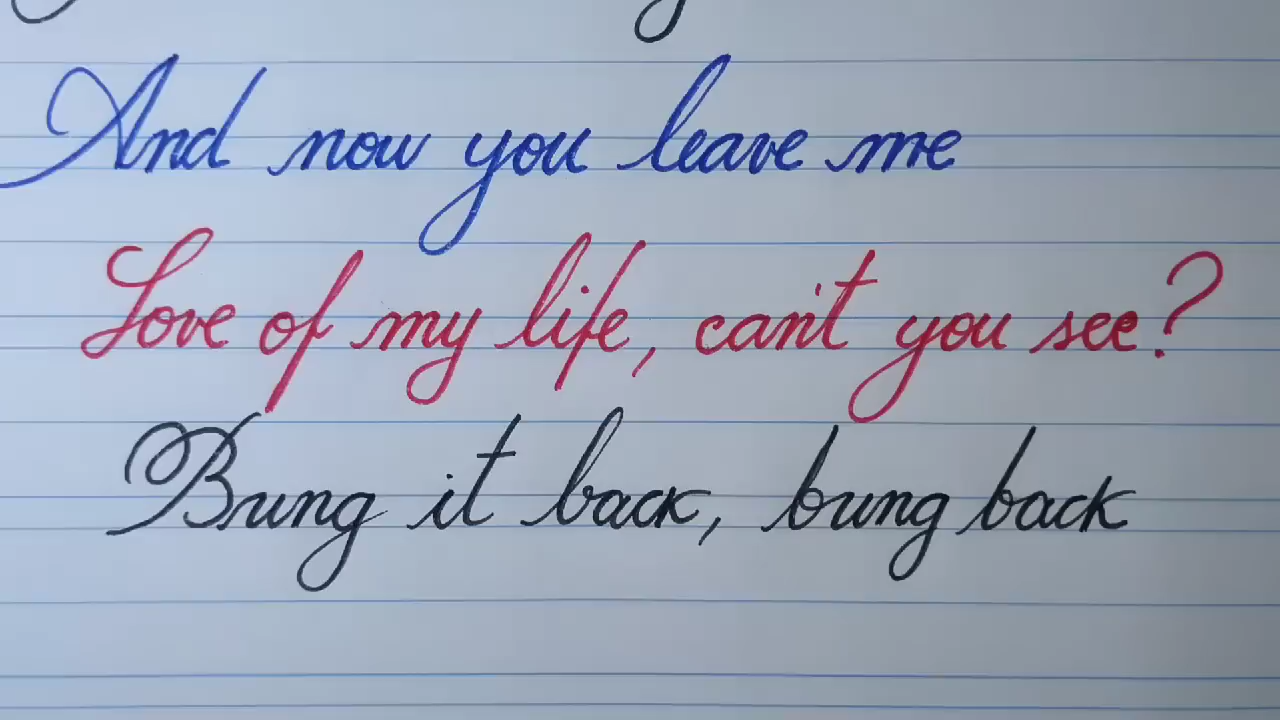 And now you leave me
Love of my life, can't you see?
Bring it back, bring back